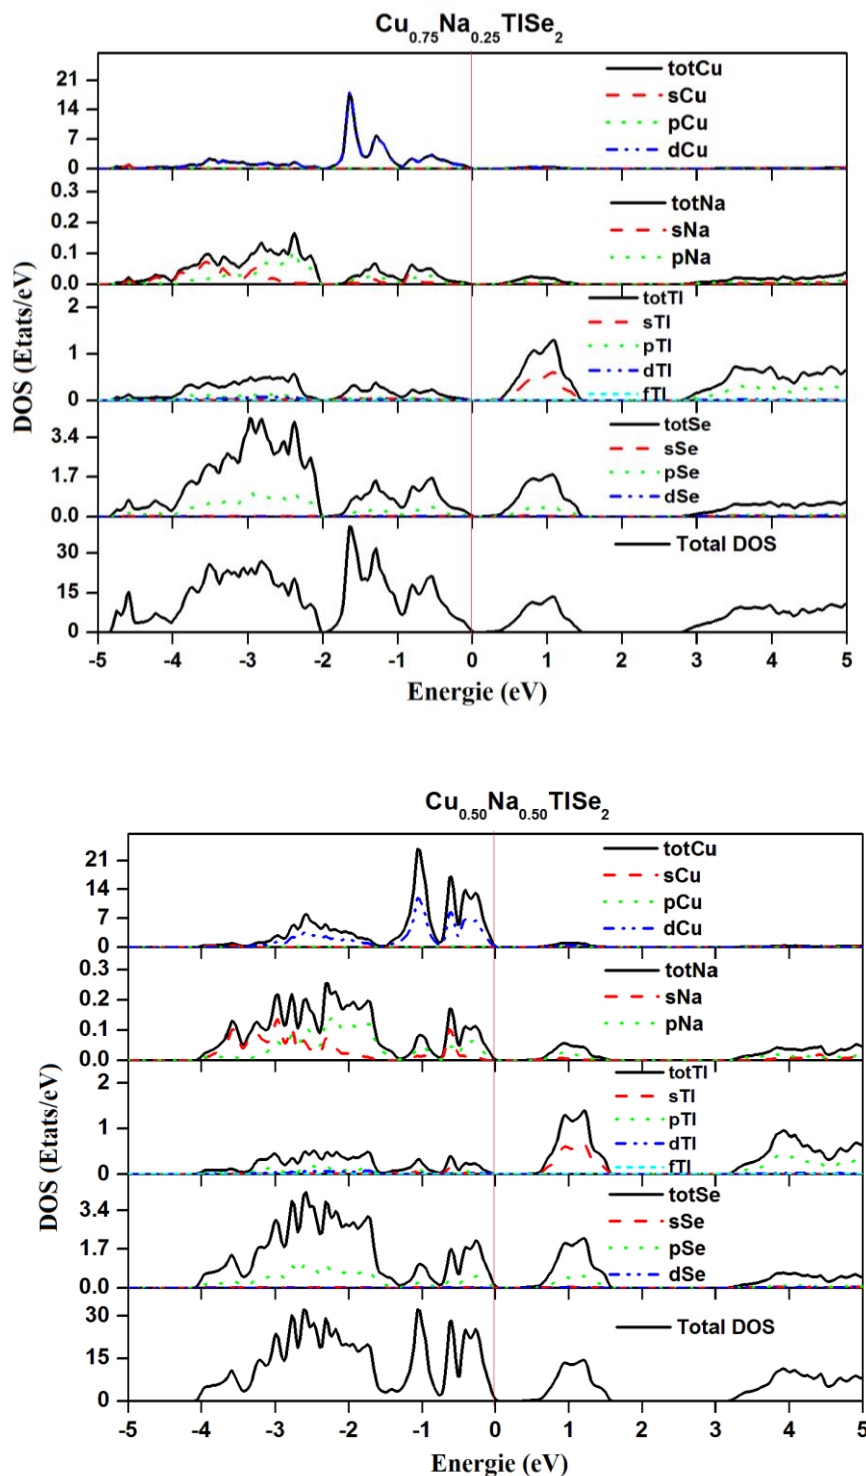 Cu0.75Na0.25TlSe2
totCu
sCu
pCu
dCu
21
14
7
0
totNa
sNa
pNa
0.3
0.2
0.1
0.0
totTl
sTl
pTl
dTl
fTl
2
1
0
totSe
sSe
pSe
dSe
3.4
1.7
0.0
Total DOS
30
15
0
-5 -4 -3 -2 -1 0 1 2 3 4 5
DOS (Etats/eV)
Energie (eV)
Cu0.50Na0.50TlSe2
totCu
sCu
pCu
dCu
21
14
7
0
totNa
sNa
pNa
0.3
0.2
0.1
0.0
totTl
sTl
pTl
dTl
fTl
2
1
0
totSe
sSe
pSe
dSe
3.4
1.7
0.0
Total DOS
30
15
0
-5 -4 -3 -2 -1 0 1 2 3 4 5
DOS (Etats/eV)
Energie (eV)